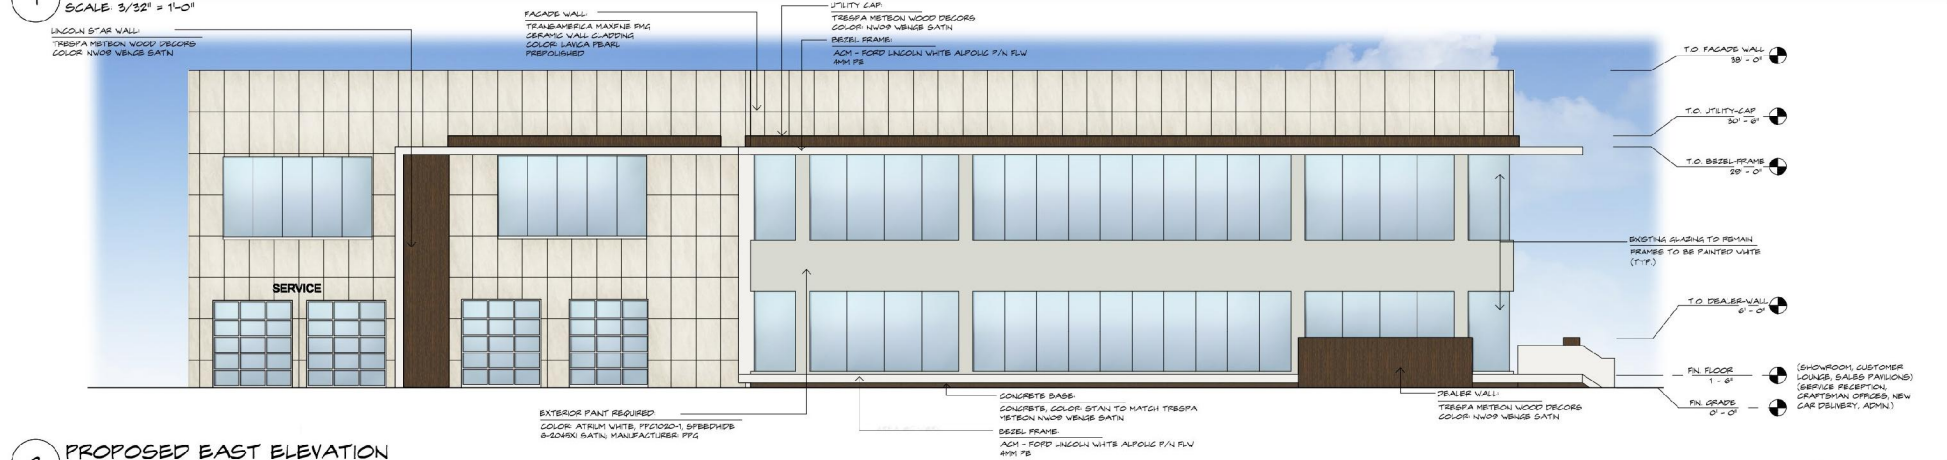 1
SCALE: 3/32" = 1'-0"
LINCOLN STAR WALL:
TRESPA METEON WOOD DECORS
COLOR: NW09 WENGE SATIN
FACADE WALL:
TRANSAMERICA MAXFINE FMG
CERAMIC WALL CLADDING
COLOR: LAVICA PEARL
PREPOLISHED
UTILITY CAP:
TRESPA METEON WOOD DECORS
COLOR: NW09 WENGE SATIN
BEZEL FRAME:
ACM - FORD LINCOLN WHITE ALPOLIC P/N FLW
4MM PE
T.O. FACADE WALL
38' - 0"
T.O. UTILITY-CAP
30' - 6"
T.O. BEZEL-FRAME
29' - 0"
EXISTING GLAZING TO REMAIN
FRAMES TO BE PAINTED WHITE
(TYP.)
SERVICE
T.O. DEALER-WALL
6' - 0"
FIN. FLOOR
1 - 6"
(SHOWROOM, CUSTOMER
LOUNGE, SALES PAVILIONS)
(SERVICE RECEPTION,
CRAFTSMAN OFFICES, NEW
CAR DELIVERY, ADMIN.)
FIN. GRADE
0' - 0"
EXTERIOR PAINT REQUIRED:
COLOR: ATRIUM WHITE, PPG1020-1, SPEEDHIDE
6-2045XI SATIN; MANUFACTURER: PPG
CONCRETE BASE:
CONCRETE, COLOR: STAIN TO MATCH TRESPA
METEON NW09 WENGE SATIN
BEZEL FRAME:
ACM - FORD LINCOLN WHITE ALPOLIC P/N FLW
4MM PE
DEALER WALL:
TRESPA METEON WOOD DECORS
COLOR: NW09 WENGE SATIN
PROPOSED EAST ELEVATION